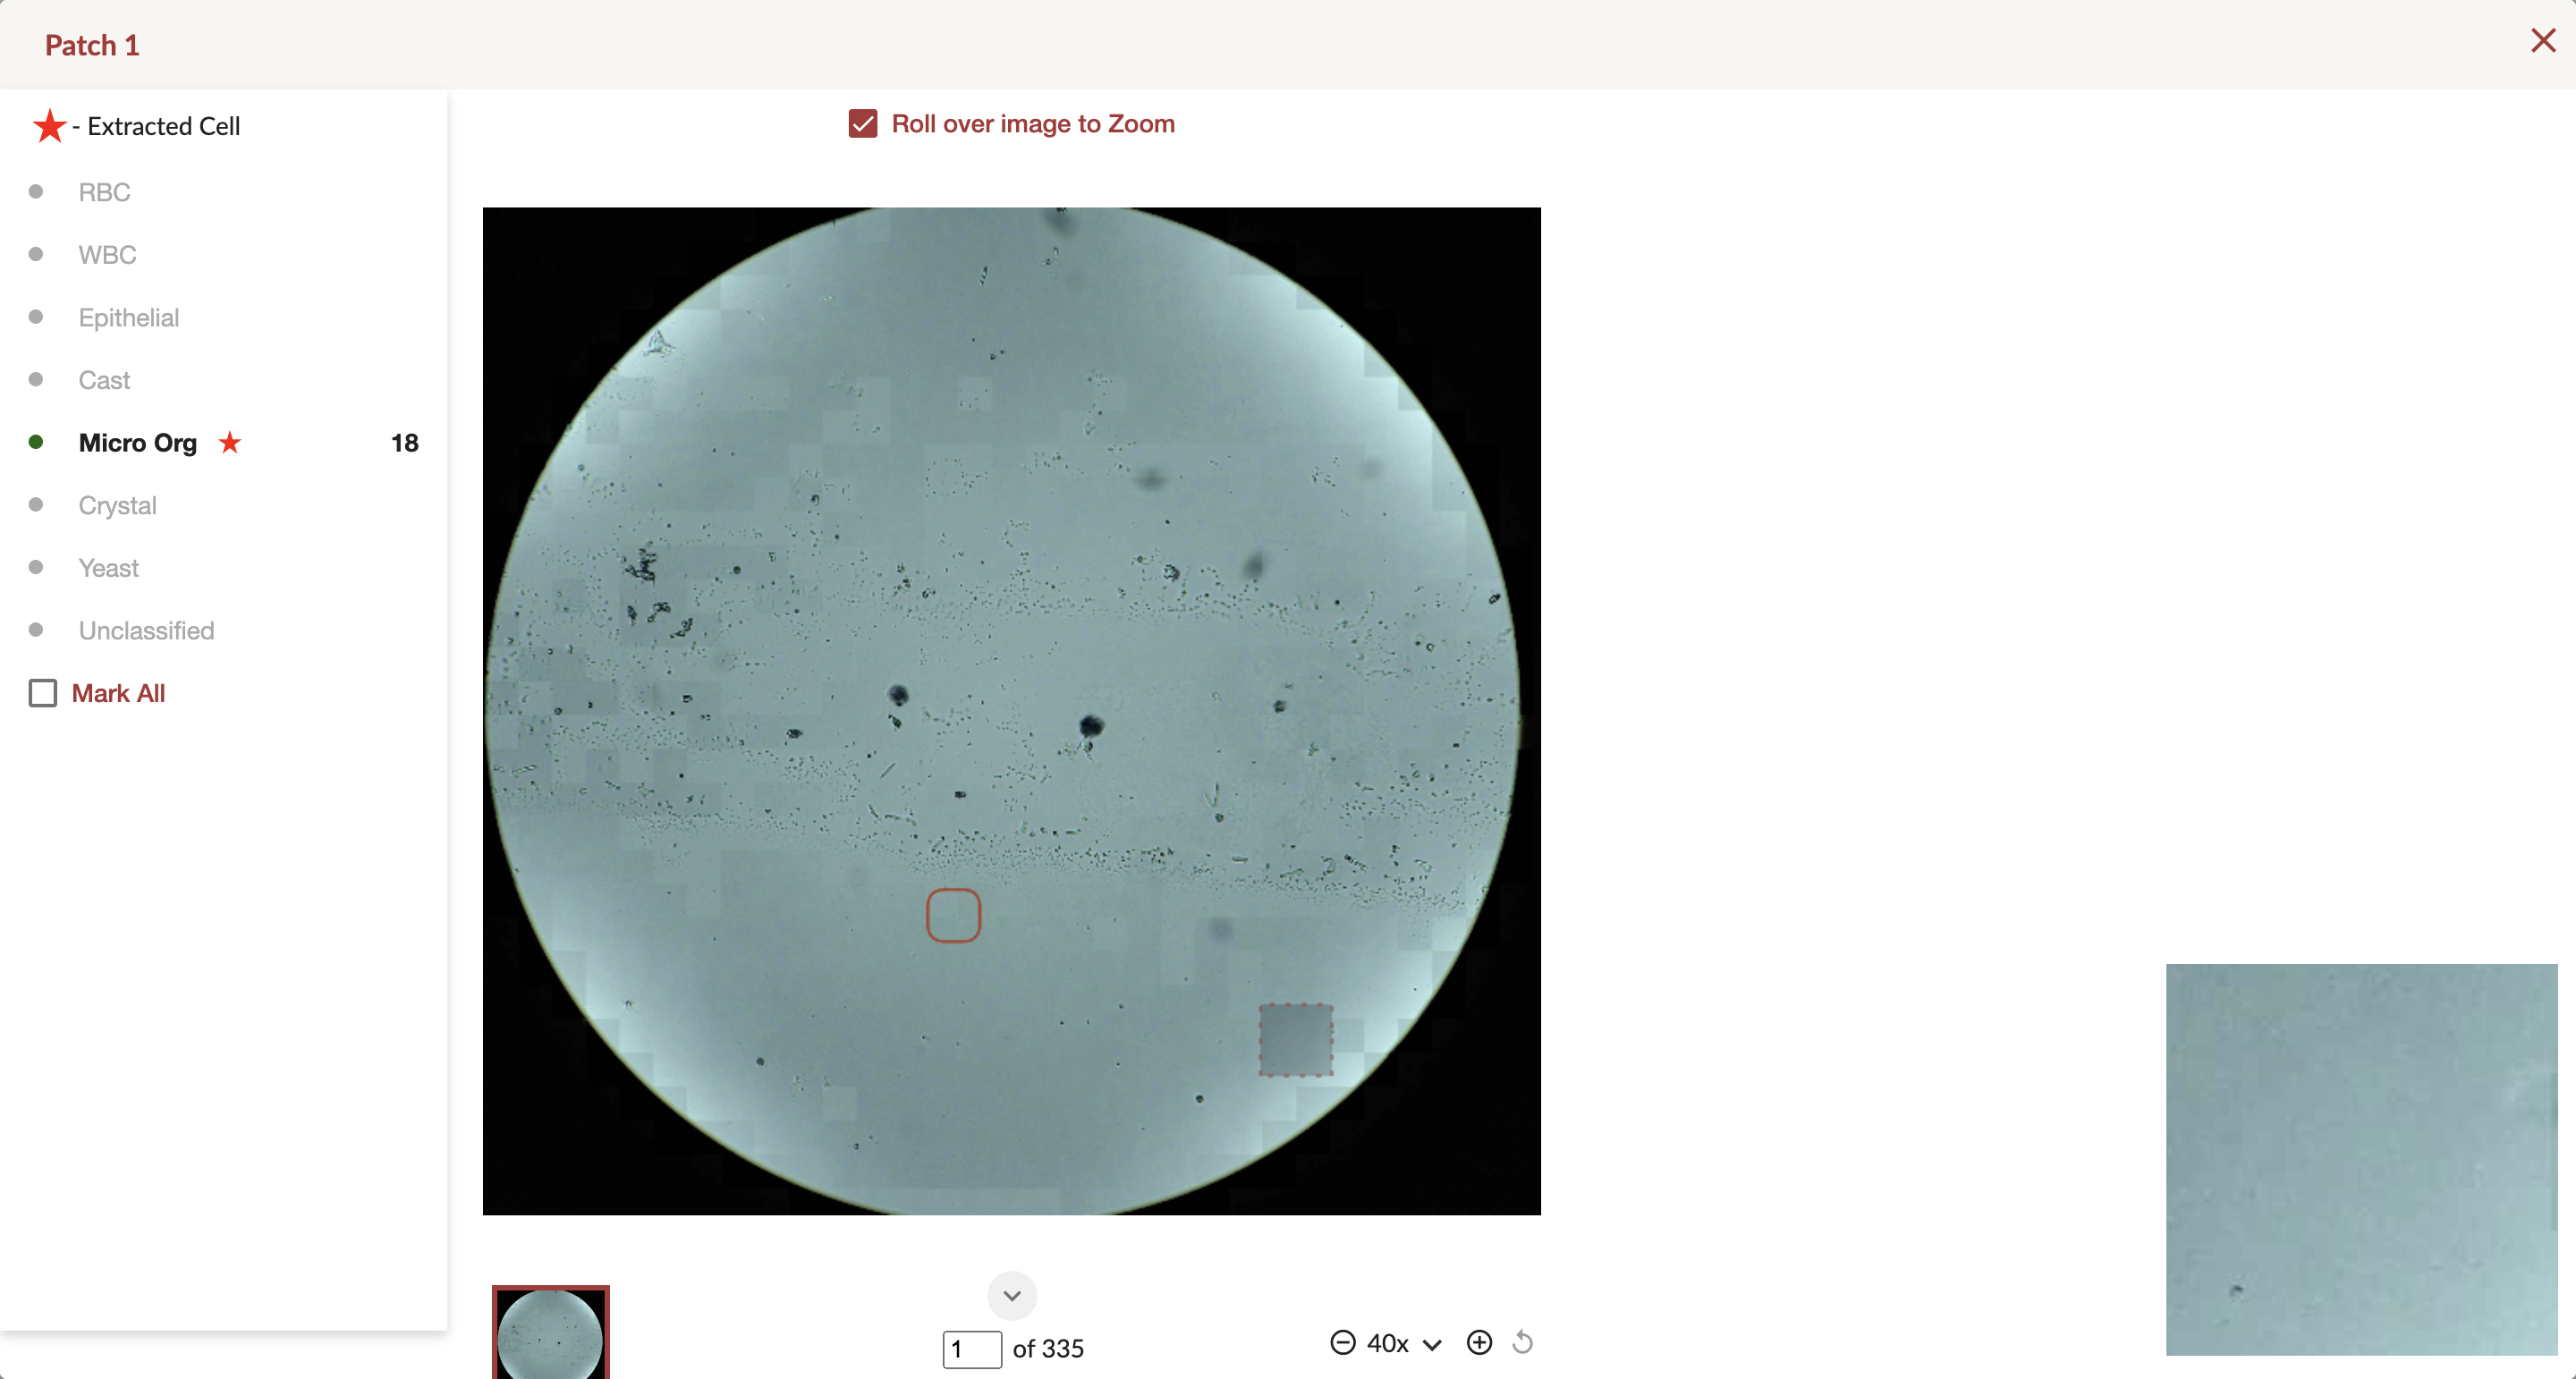 Patch 1
- Extracted Cell
Roll over image to Zoom
RBC
WBC
Epithelial
Cast
Micro Org 18
Crystal
Yeast
Unclassified
Mark All
1 of 335
40x